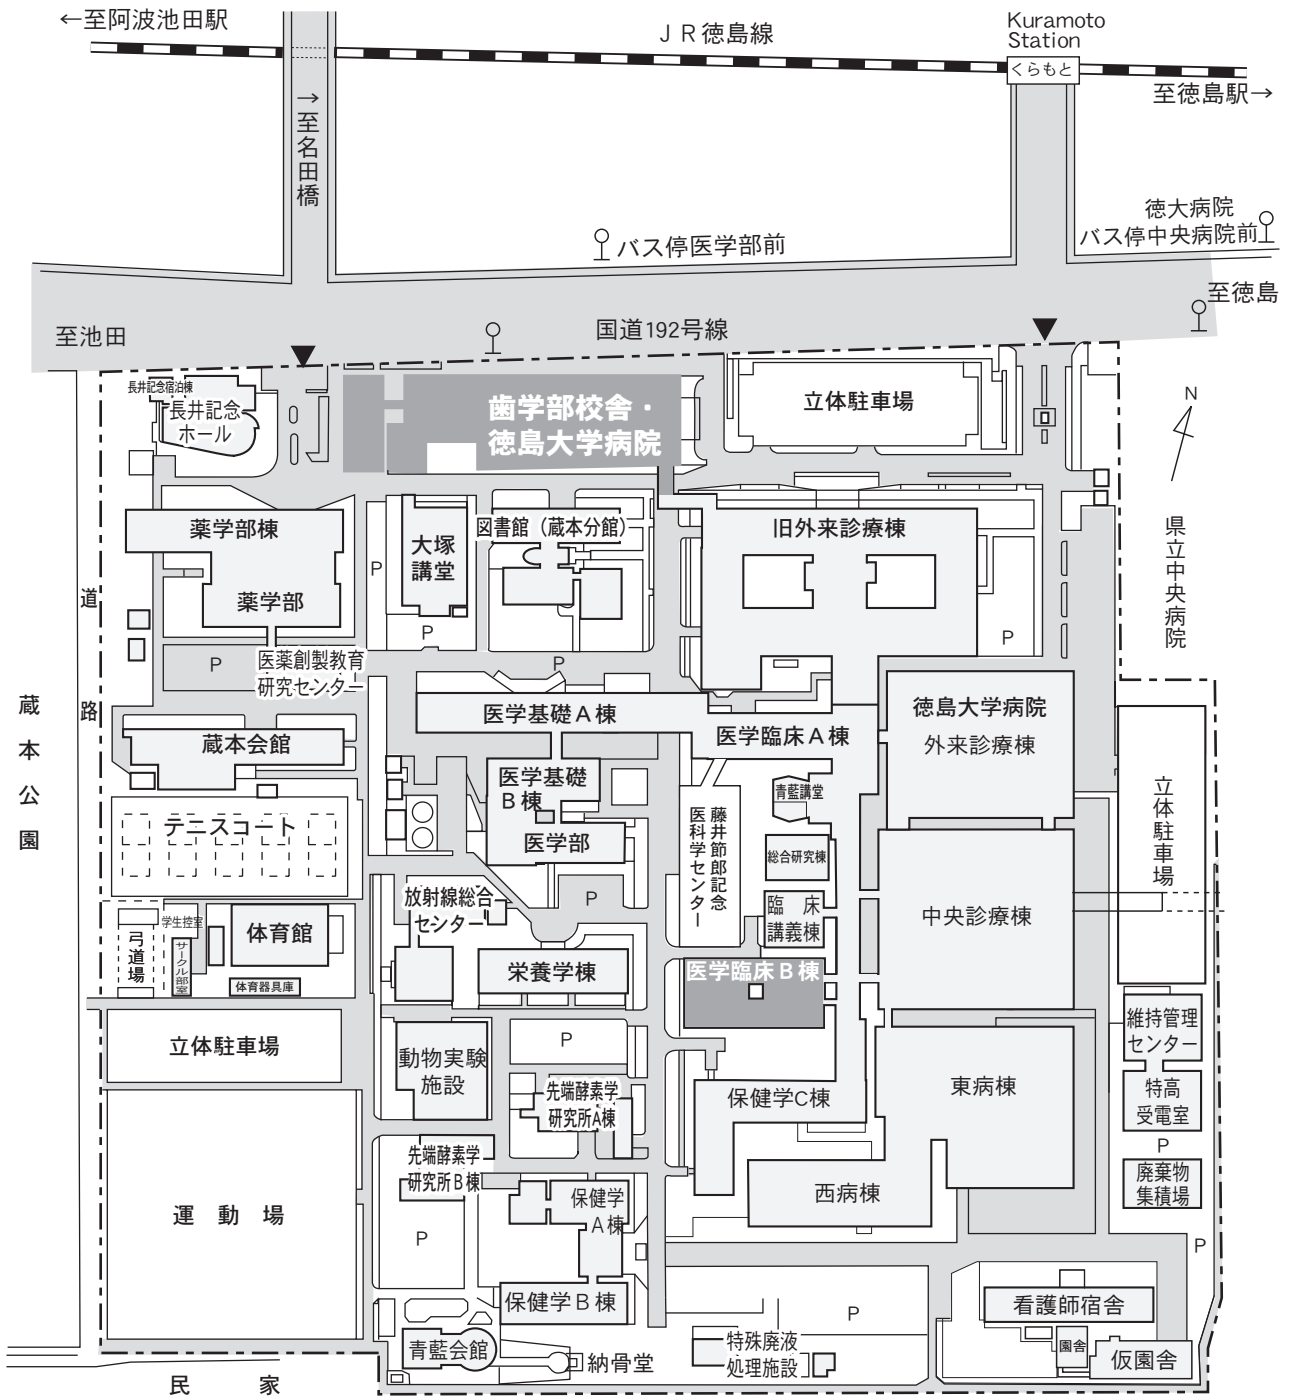 ←至阿波池田駅
JR徳島線
Kuramoto
Station
くらもと
至徳島駅→
→至名田橋
徳大病院
バス停中央病院前
バス停医学部前
至徳島
国道192号線
至池田
長井記念宿泊棟
長井記念
ホール
歯学部校舎・
徳島大学病院
立体駐車場
N
県立中央病院
薬学部棟
薬学部
大塚
講堂
図書館（蔵本分館）
旧外来診療棟
P
P
P
P
P
道路
医薬創製教育
研究センター
蔵本公園
医学基礎A棟
医学臨床A棟
徳島大学病院
外来診療棟
蔵本会館
医学基礎
B棟
医学部
青藍講堂
藤井節郎記念
医科学センター
総合研究棟
立体駐車場
テニスコート
P
放射線総合
センター
臨床
講義棟
中央診療棟
学生控室
体育館
弓道場
サークル部室
体育器具庫
栄養学棟
医学臨床B棟
立体駐車場
動物実験
施設
P
維持管理
センター
東病棟
特高
受電室
先端酵素学
研究所A棟
保健学C棟
P
先端酵素学
研究所B棟
廃棄物
集積場
西病棟
保健学
A棟
運動場
P
P
保健学B棟
看護師宿舎
P
青藍会館
納骨堂
特殊廃液
処理施設
園舎
仮園舎
民家